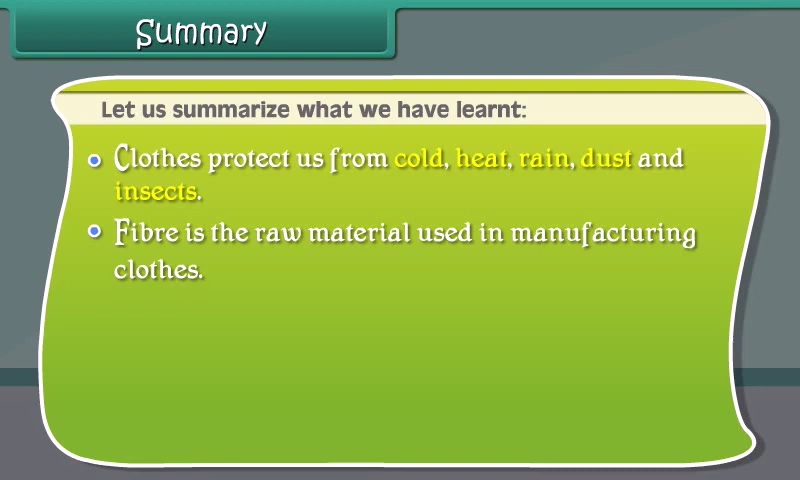 Summary
Let us summarize what we have learnt:
Clothes protect us from cold, heat, rain, dust and
insects.
Fibre is the raw material used in manufacturing
clothes.